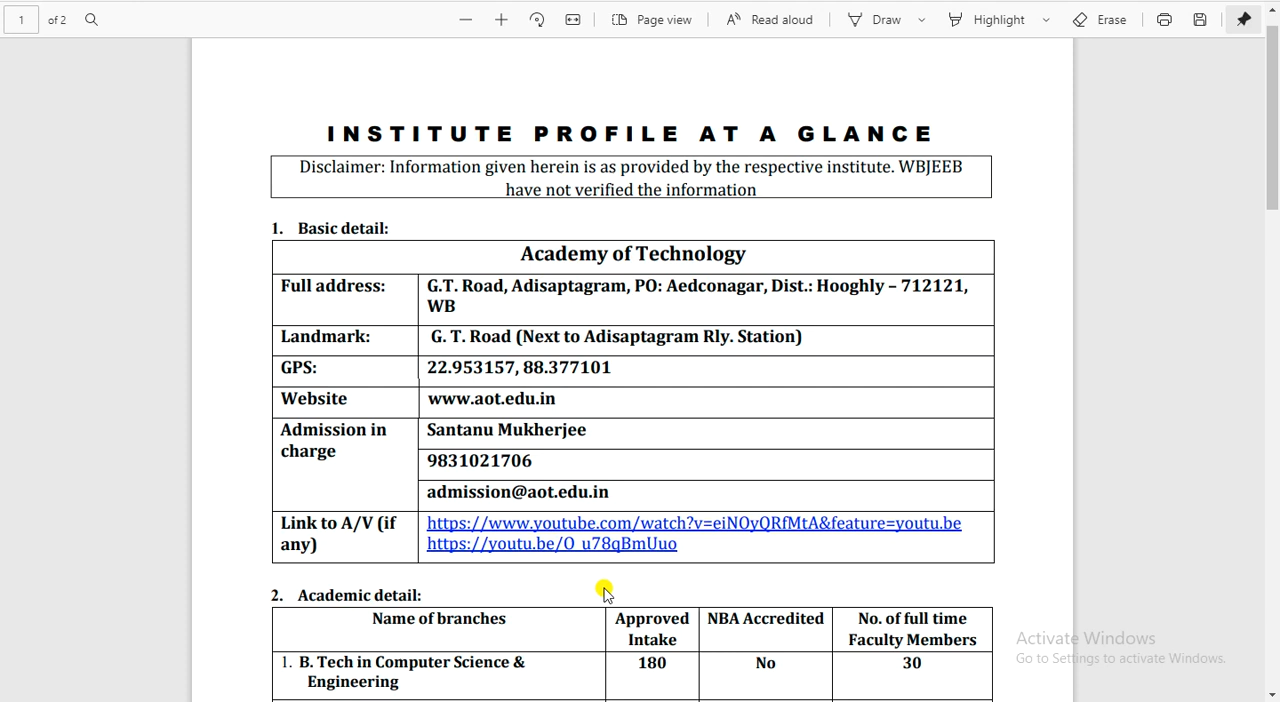 1 of 2 Page view Read aloud Draw Highlight Erase
INSTITUTE PROFILE AT A GLANCE
Disclaimer: Information given herein is as provided by the respective institute. WBJEEB
have not verified the information
1. Basic detail:
Academy of Technology
Full address: G.T. Road, Adisaptagram, PO: Aedconagar, Dist.: Hooghly – 712121,
WB
Landmark: G. T. Road (Next to Adisaptagram Rly. Station)
GPS: 22.953157, 88.377101
Website www.aot.edu.in
Admission in charge Santanu Mukherjee
9831021706
admission@aot.edu.in
Link to A/V (if https://www.youtube.com/watch?v=eiNOyQRfMtA&feature=youtu.be
any) https://youtu.be/O_u78qBmUuo
2. Academic detail:
Name of branches Approved Intake NBA Accredited No. of full time Faculty Members
1. B. Tech in Computer Science & 180 No 30
Engineering
Activate Windows
Go to Settings to activate Windows.